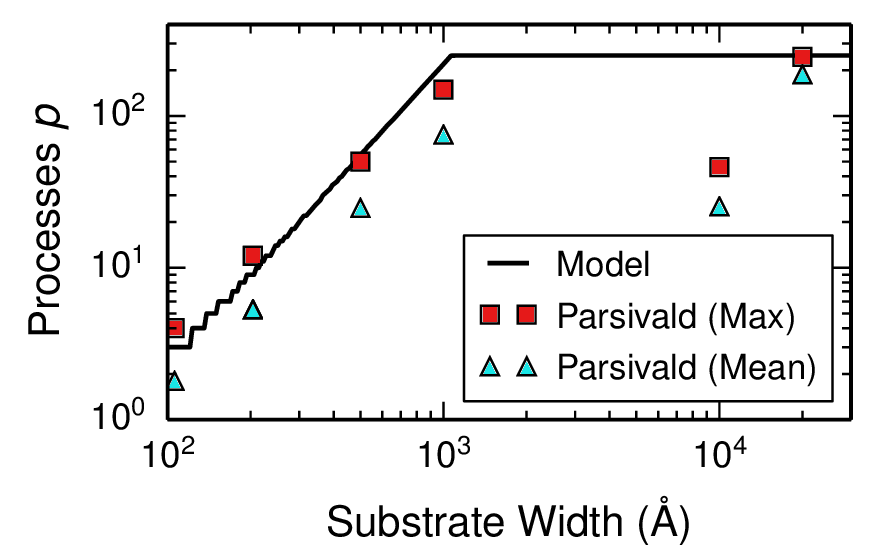 Processes p
10²
10¹
10⁰
Model
Parsivald (Max)
Parsivald (Mean)
10² 10³ 10⁴
Substrate Width (Å)